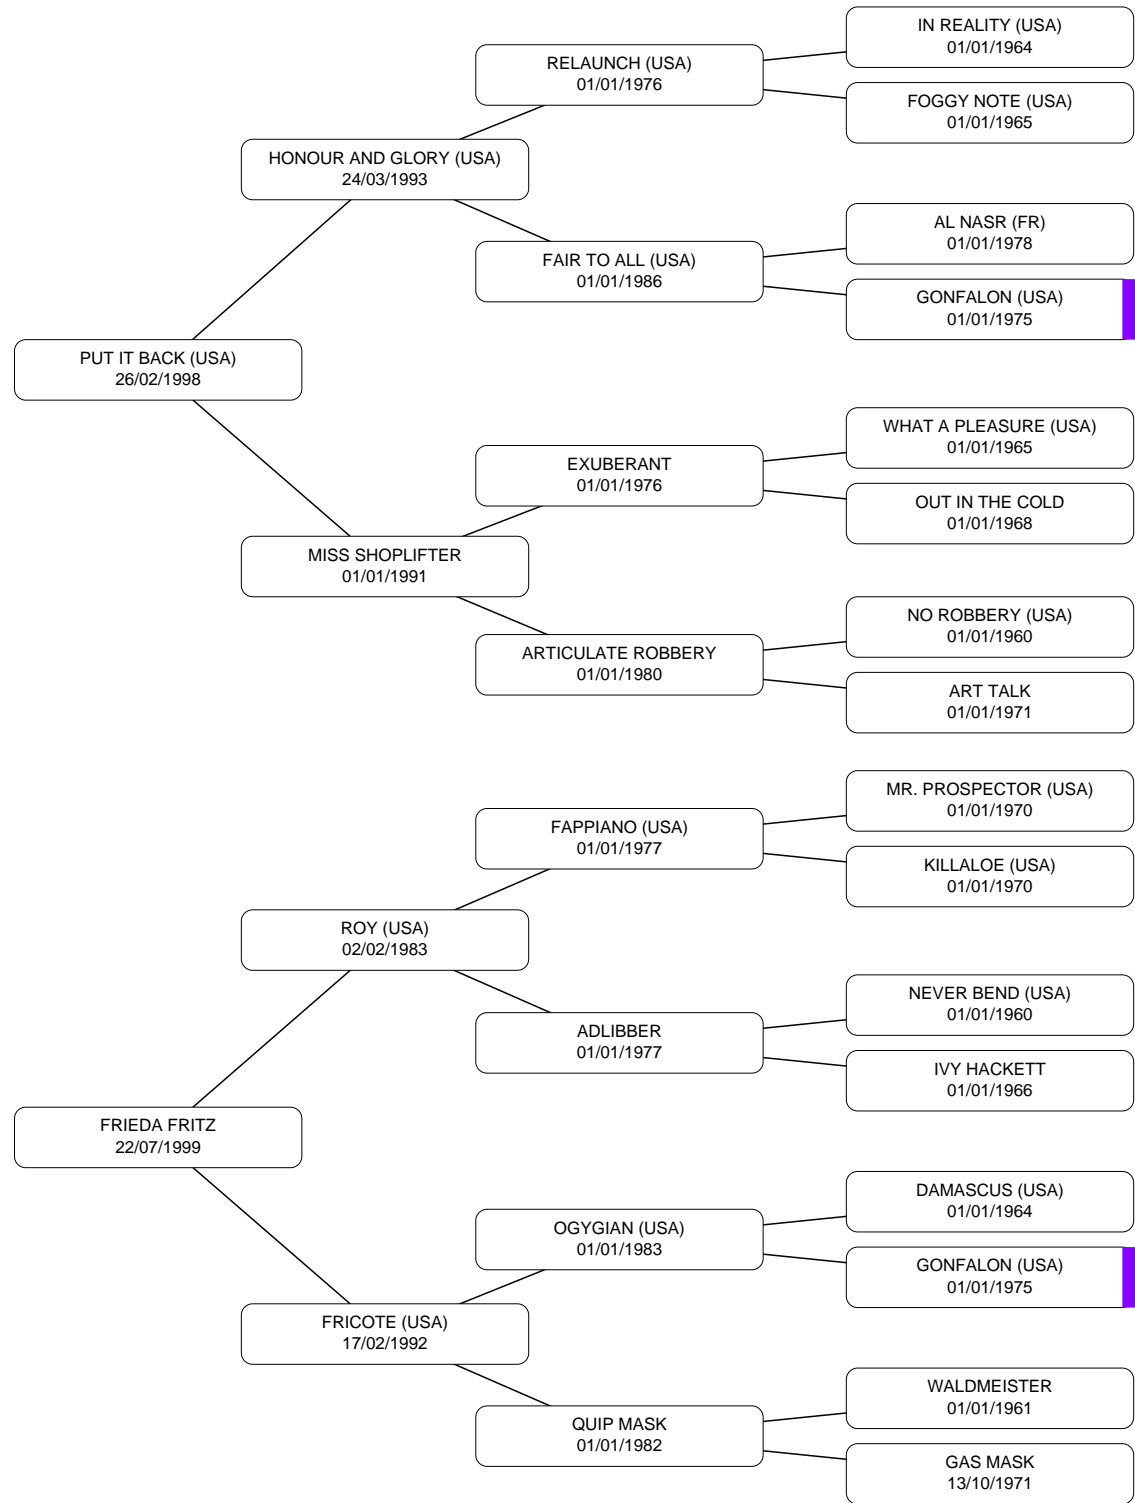 IN REALITY (USA)
01/01/1964
RELAUNCH (USA)
01/01/1976
FOGGY NOTE (USA)
01/01/1965
HONOUR AND GLORY (USA)
24/03/1993
AL NASR (FR)
01/01/1978
FAIR TO ALL (USA)
01/01/1986
GONFALON (USA)
01/01/1975
PUT IT BACK (USA)
26/02/1998
WHAT A PLEASURE (USA)
01/01/1965
EXUBERANT
01/01/1976
OUT IN THE COLD
01/01/1968
MISS SHOPLIFTER
01/01/1991
NO ROBBERY (USA)
01/01/1960
ARTICULATE ROBBERY
01/01/1980
ART TALK
01/01/1971
MR. PROSPECTOR (USA)
01/01/1970
FAPPIANO (USA)
01/01/1977
KILLALOE (USA)
01/01/1970
ROY (USA)
02/02/1983
NEVER BEND (USA)
01/01/1960
ADLIBBER
01/01/1977
IVY HACKETT
01/01/1966
FRIEDA FRITZ
22/07/1999
DAMASCUS (USA)
01/01/1964
OGYGIAN (USA)
01/01/1983
GONFALON (USA)
01/01/1975
FRICOTE (USA)
17/02/1992
WALDMEISTER
01/01/1961
QUIP MASK
01/01/1982
GAS MASK
13/10/1971